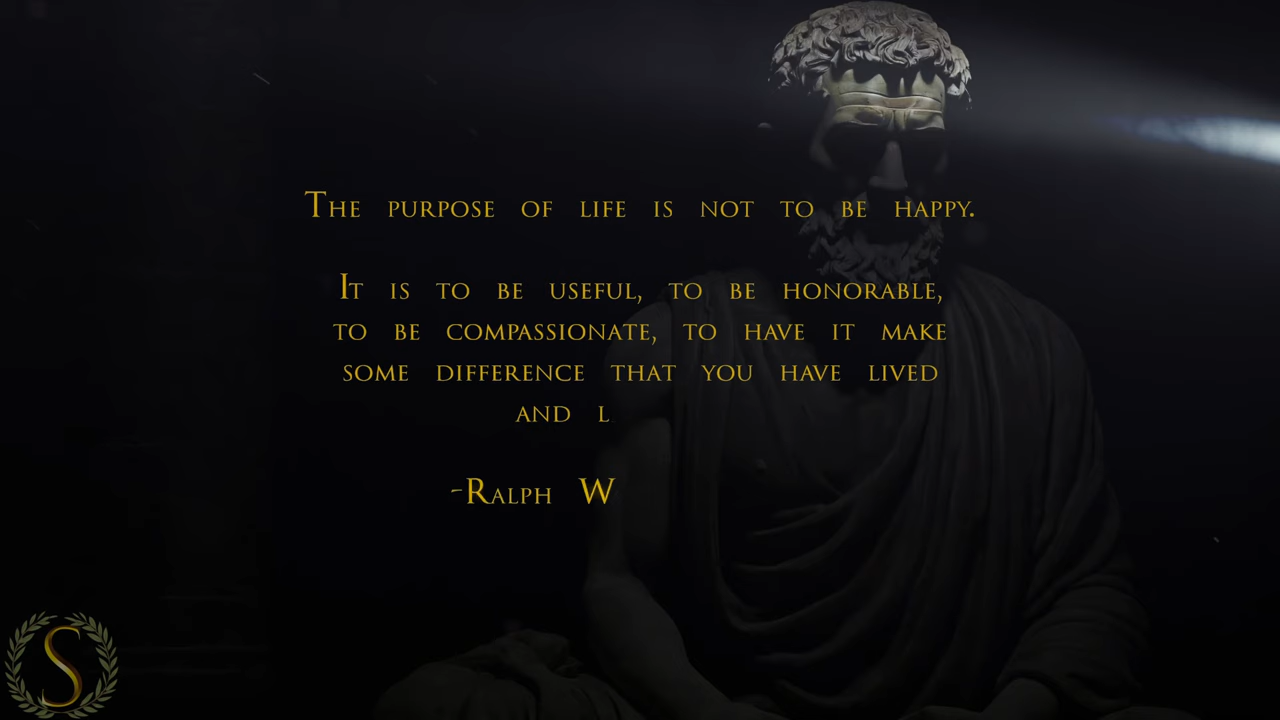 The purpose of life is not to be happy.
It is to be useful, to be honorable,
to be compassionate, to have it make
some difference that you have lived
and l
-Ralph W
S